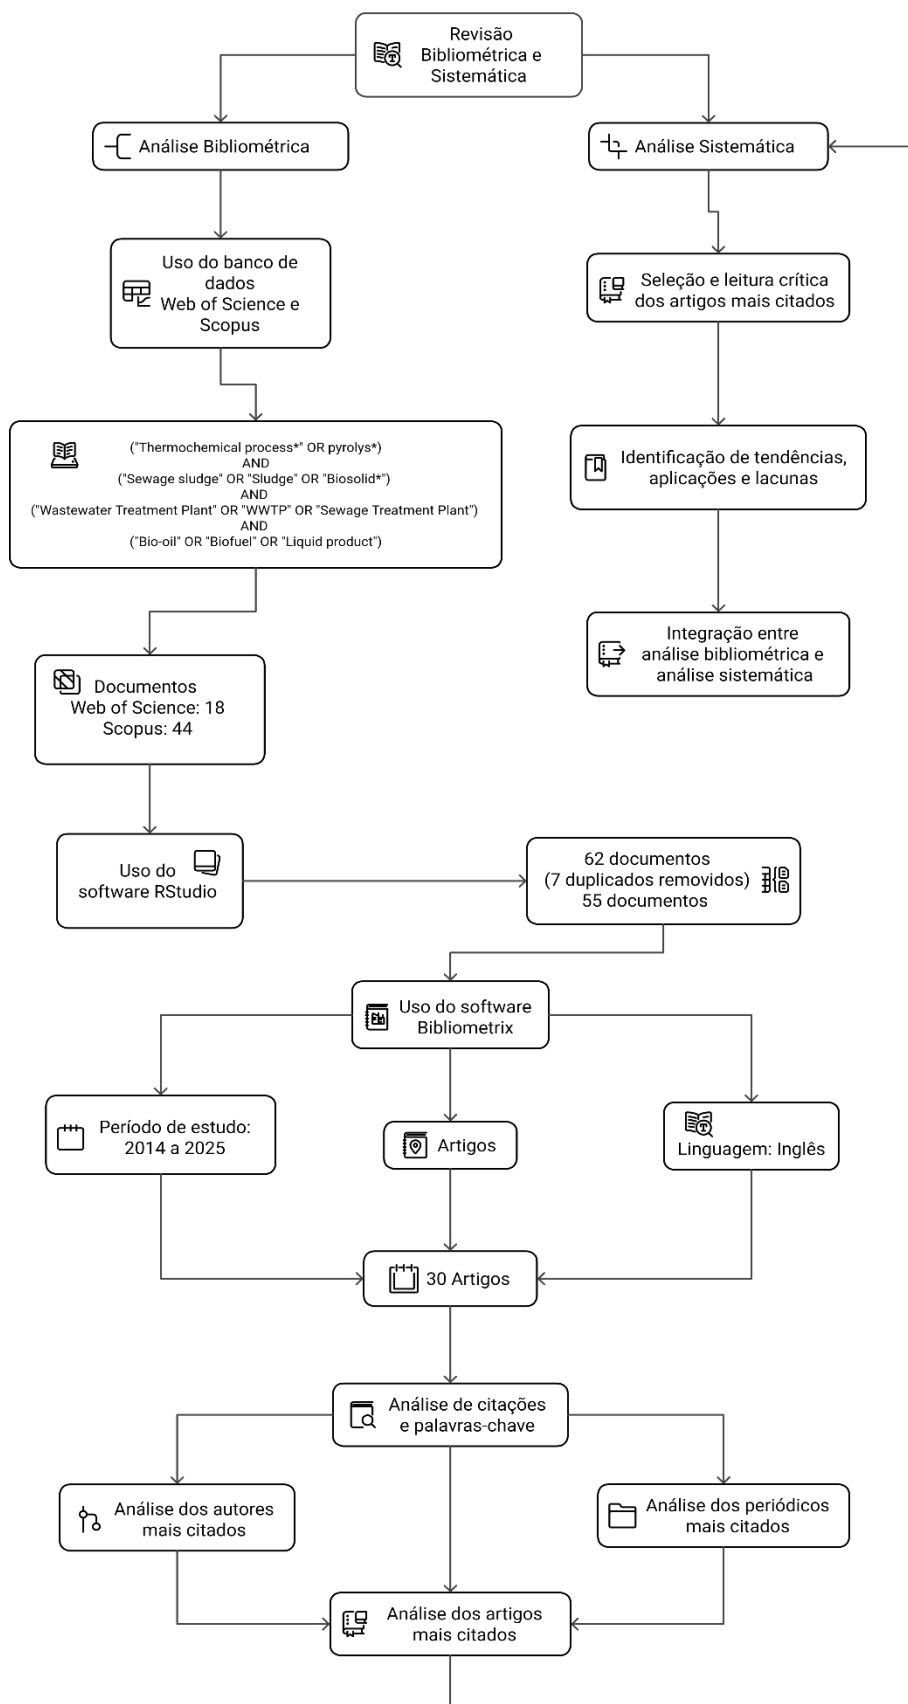 Revisão
Bibliométrica e
Sistemática
Análise Bibliométrica
Análise Sistemática
Uso do banco de
dados
Web of Science e
Scopus
Seleção e leitura crítica
dos artigos mais citados
("Thermochemical process*" OR pyrolys*)
AND
("Sewage sludge" OR "Sludge" OR "Biosolid*")
AND
("Wastewater Treatment Plant" OR "WWTP" OR "Sewage Treatment Plant")
AND
("Bio-oil" OR "Biofuel" OR "Liquid product")
Identificação de tendências,
aplicações e lacunas
Integração entre
análise bibliométrica e
análise sistemática
Documentos
Web of Science: 18
Scopus: 44
Uso do
software RStudio
62 documentos
(7 duplicados removidos)
55 documentos
Uso do software
Bibliometrix
Período de estudo:
2014 a 2025
Artigos
Linguagem: Inglês
30 Artigos
Análise de citações
e palavras-chave
Análise dos autores
mais citados
Análise dos periódicos
mais citados
Análise dos artigos
mais citados